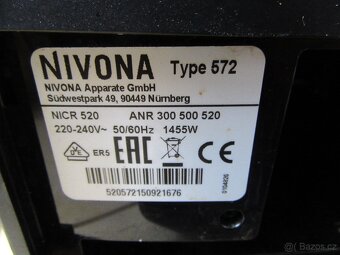 NIVONA Type 572
NIVONA Apparate GmbH
Südwestpark 49, 90449 Nürnberg
NICR 520 ANR 300 500 520
220-240V~ 50/60Hz 1455W
ER5 EAC
520572150921676
Bazos.cz